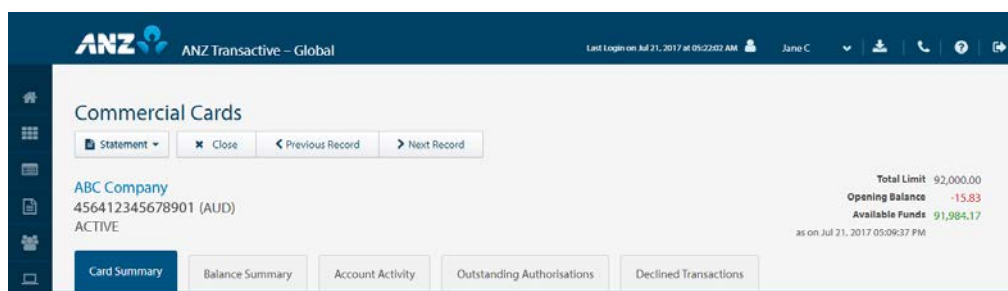 ANZ ANZ Transactive – Global Last Login on Jul 21, 2017 at 05:22:02 AM Jane C
Commercial Cards
Statement Close Previous Record Next Record
ABC Company
456412345678901 (AUD)
ACTIVE
Total Limit 92,000.00
Opening Balance -15.83
Available Funds 91,984.17
as on Jul 21, 2017 05:09:37 PM
Card Summary Balance Summary Account Activity Outstanding Authorisations Declined Transactions